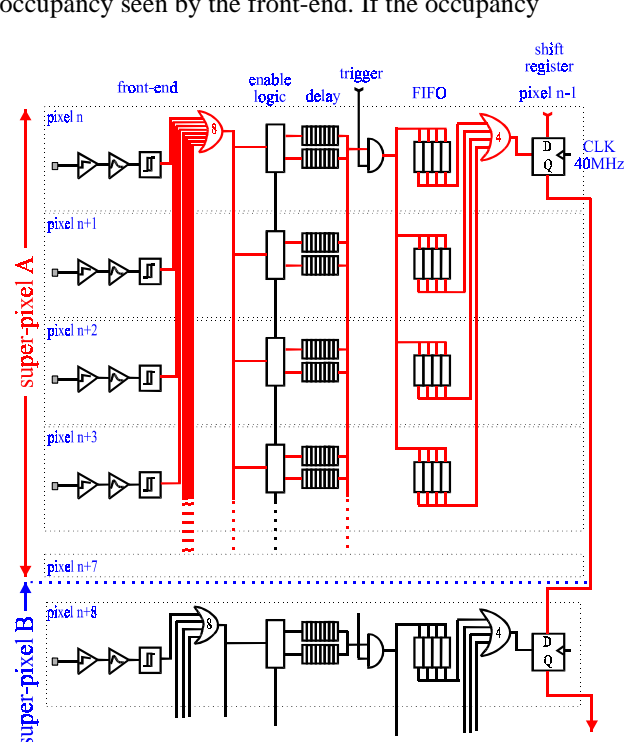 occupancy seen by the front-end. If the occupancy
shift
register
pixel n-1
trigger
enable
logic
delay
front-end
FIFO
pixel n
8
4
D
Q
CLK
40MHz
pixel n+1
pixel n+2
pixel n+3
super-pixel A
pixel n+7
pixel n+8
8
4
D
Q
super-pixel B